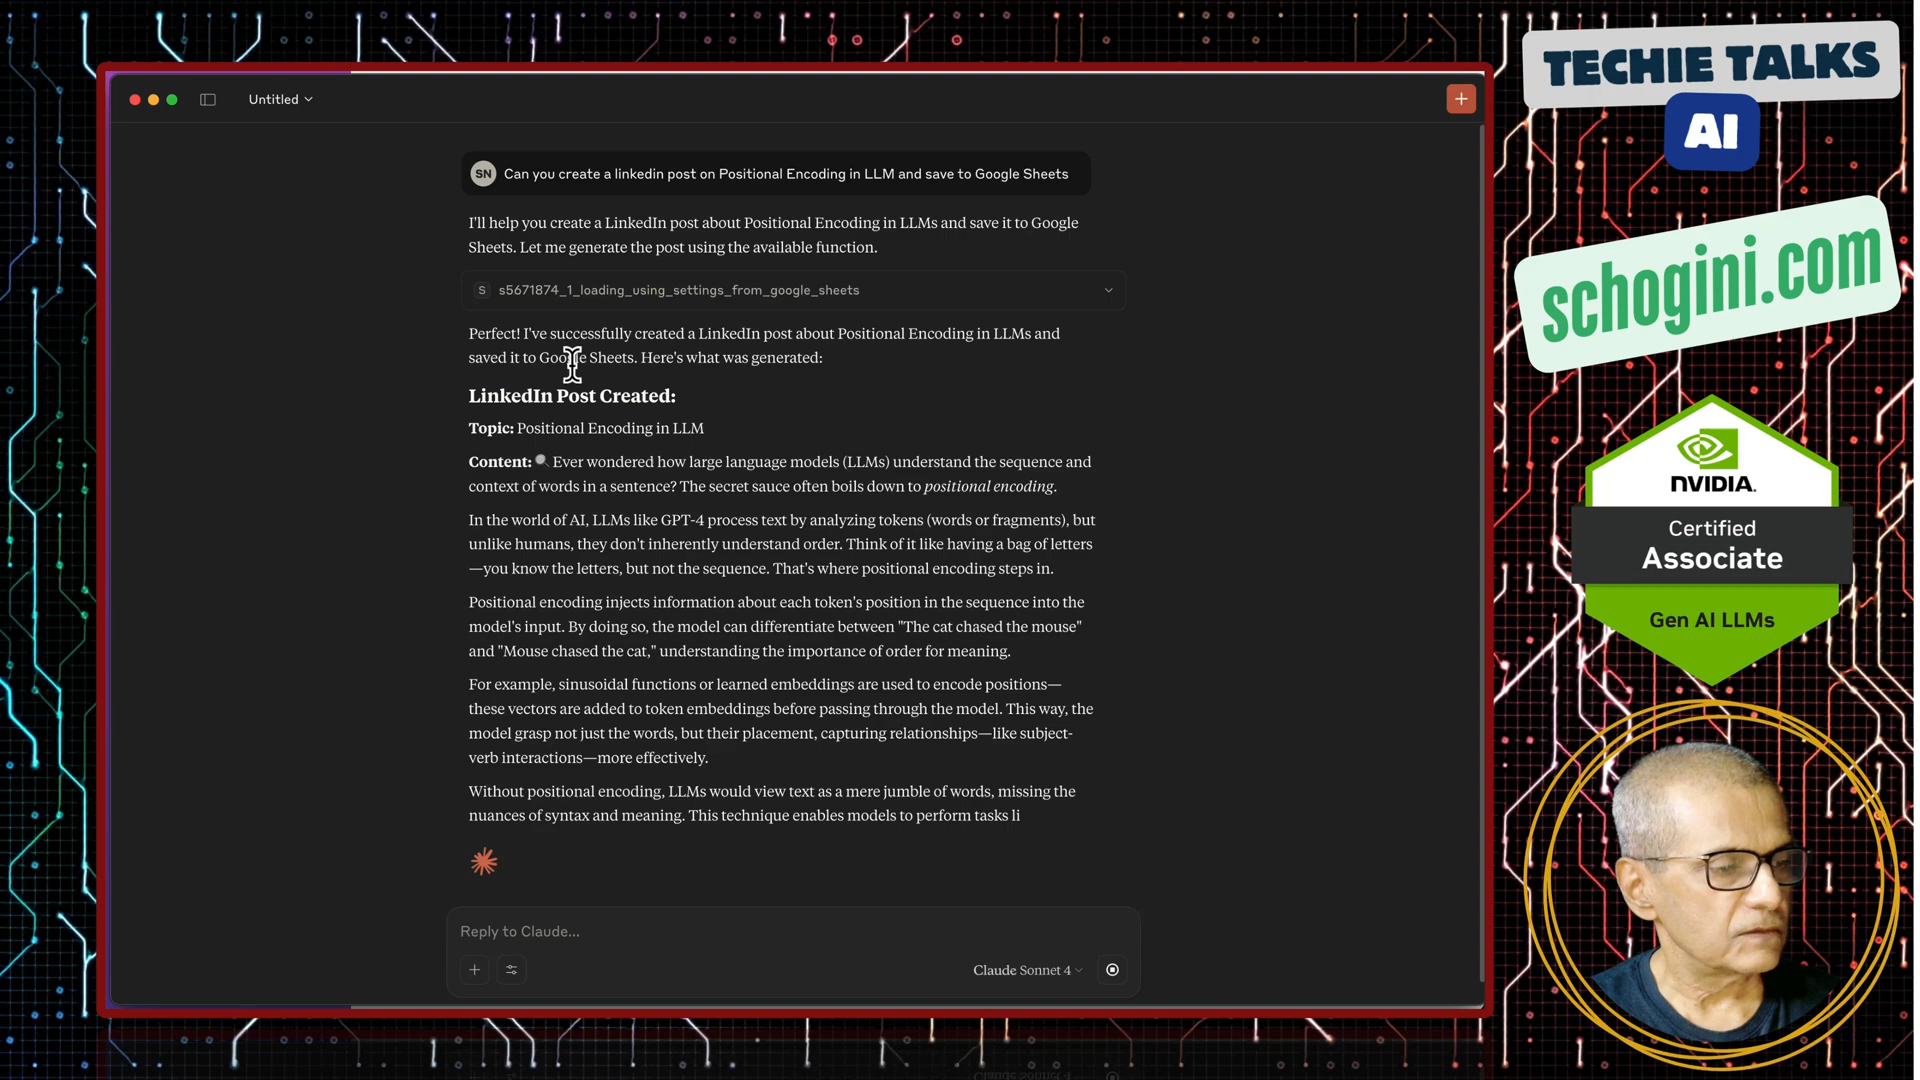 TECHIE TALKS
AI
schogini.com
NVIDIA.
Certified
Associate
Gen AI LLMs
Untitled
SN
Can you create a linkedin post on Positional Encoding in LLM and save to Google Sheets
I'll help you create a LinkedIn post about Positional Encoding in LLMs and save it to Google
Sheets. Let me generate the post using the available function.
S s5671874_1_loading_using_settings_from_google_sheets
Perfect! I've successfully created a LinkedIn post about Positional Encoding in LLMs and
saved it to Google Sheets. Here's what was generated:
LinkedIn Post Created:
Topic: Positional Encoding in LLM
Content: 🔍 Ever wondered how large language models (LLMs) understand the sequence and
context of words in a sentence? The secret sauce often boils down to positional encoding.
In the world of AI, LLMs like GPT-4 process text by analyzing tokens (words or fragments), but
unlike humans, they don't inherently understand order. Think of it like having a bag of letters
—you know the letters, but not the sequence. That's where positional encoding steps in.
Positional encoding injects information about each token's position in the sequence into the
model's input. By doing so, the model can differentiate between "The cat chased the mouse"
and "Mouse chased the cat," understanding the importance of order for meaning.
For example, sinusoidal functions or learned embeddings are used to encode positions—
these vectors are added to token embeddings before passing through the model. This way, the
model grasp not just the words, but their placement, capturing relationships—like subject-
verb interactions—more effectively.
Without positional encoding, LLMs would view text as a mere jumble of words, missing the
nuances of syntax and meaning. This technique enables models to perform tasks li
Reply to Claude...
Claude Sonnet 4
Claude Sonnet 4